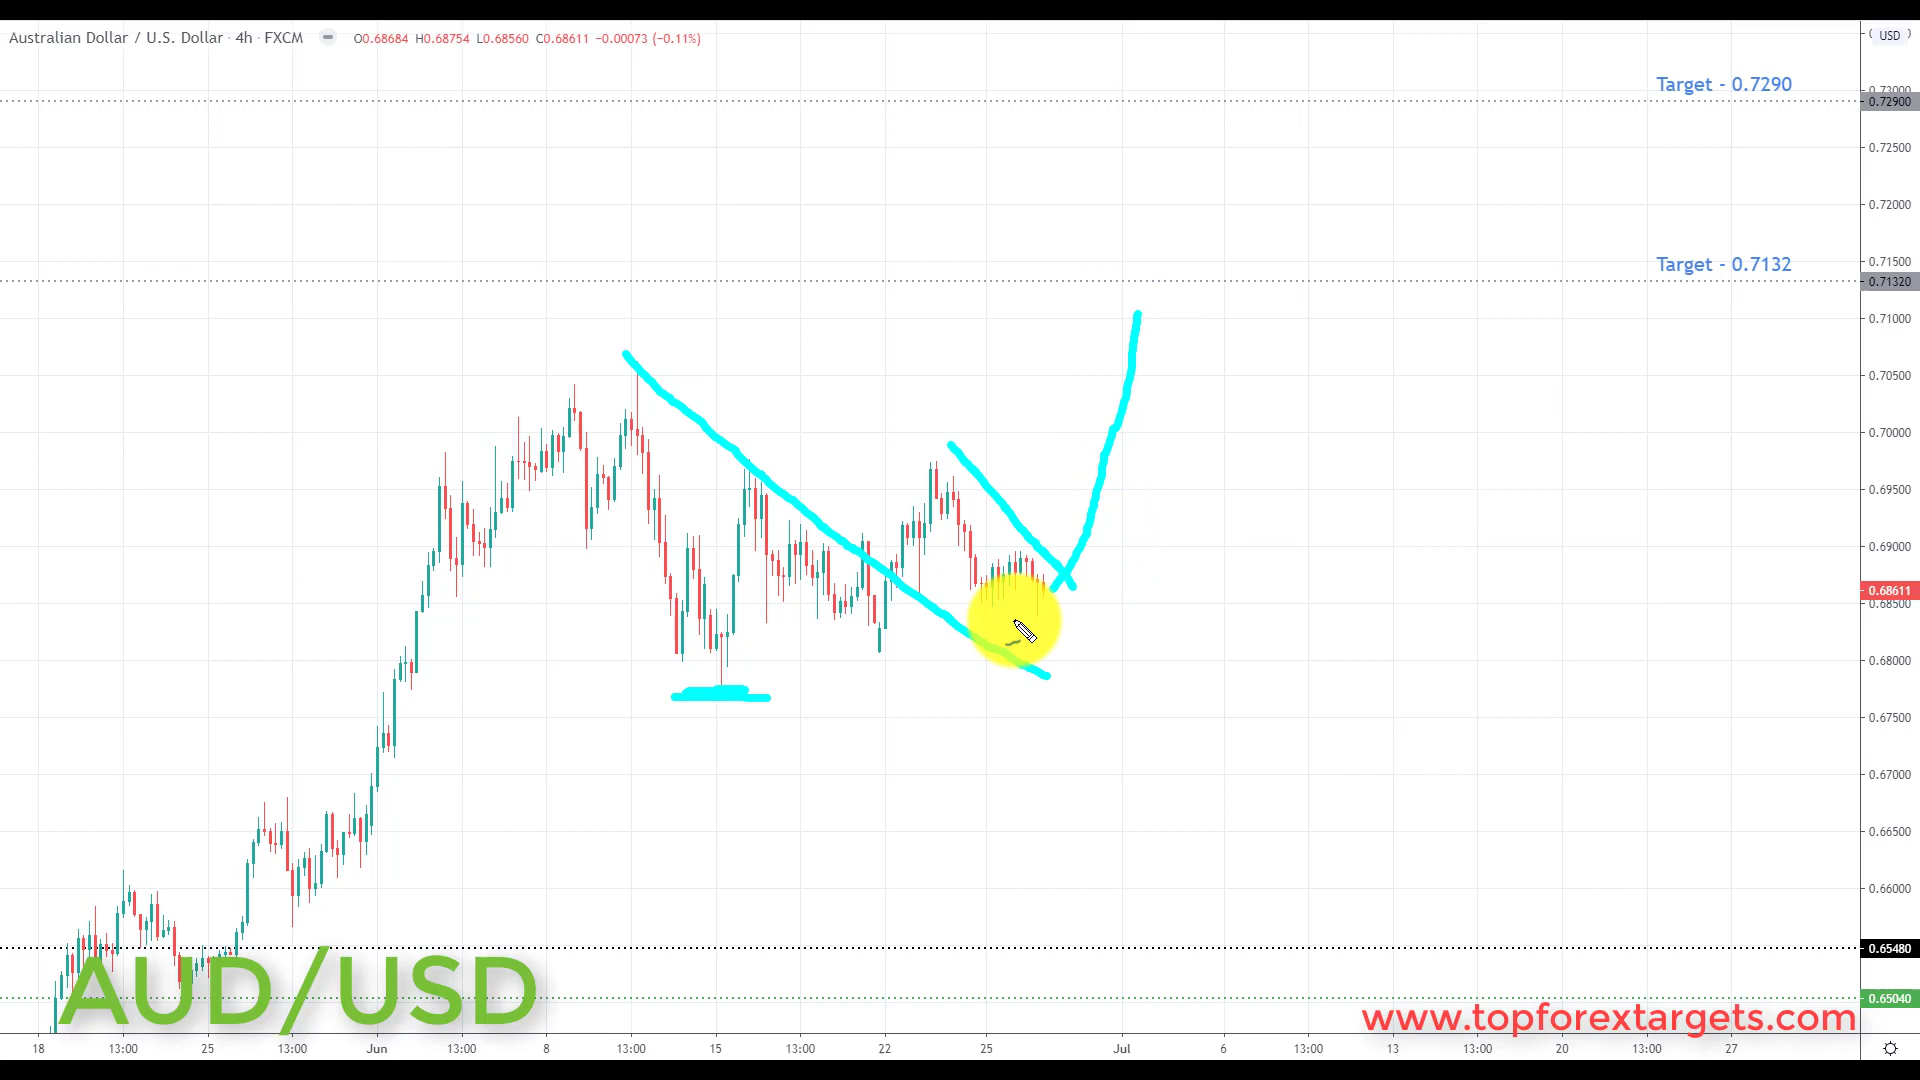 Australian Dollar / U.S. Dollar · 4h · FXCM O0.68684 H0.68754 L0.68560 C0.68611 −0.00073 (−0.11%)
USD
Target - 0.7290
0.73000
0.72900
0.72500
0.72000
Target - 0.7132
0.71500
0.71320
0.71000
0.70500
0.70000
0.69500
0.69000
0.68611
0.68500
0.68000
0.67500
0.67000
0.66500
0.66000
0.65480
0.65040
AUD/USD
www.topforextargets.com
18 13:00 25 13:00 Jun 13:00 8 13:00 15 13:00 22 25 Jul 6 13:00 13 13:00 20 13:00 27